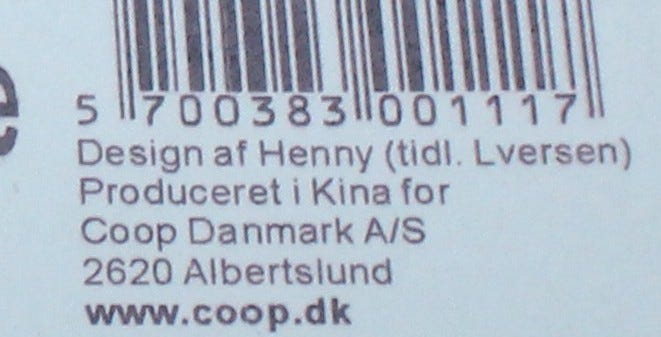 5 700383 001117
Design af Henny (tidl. Lversen)
Produceret i Kina for
Coop Danmark A/S
2620 Albertslund
www.coop.dk